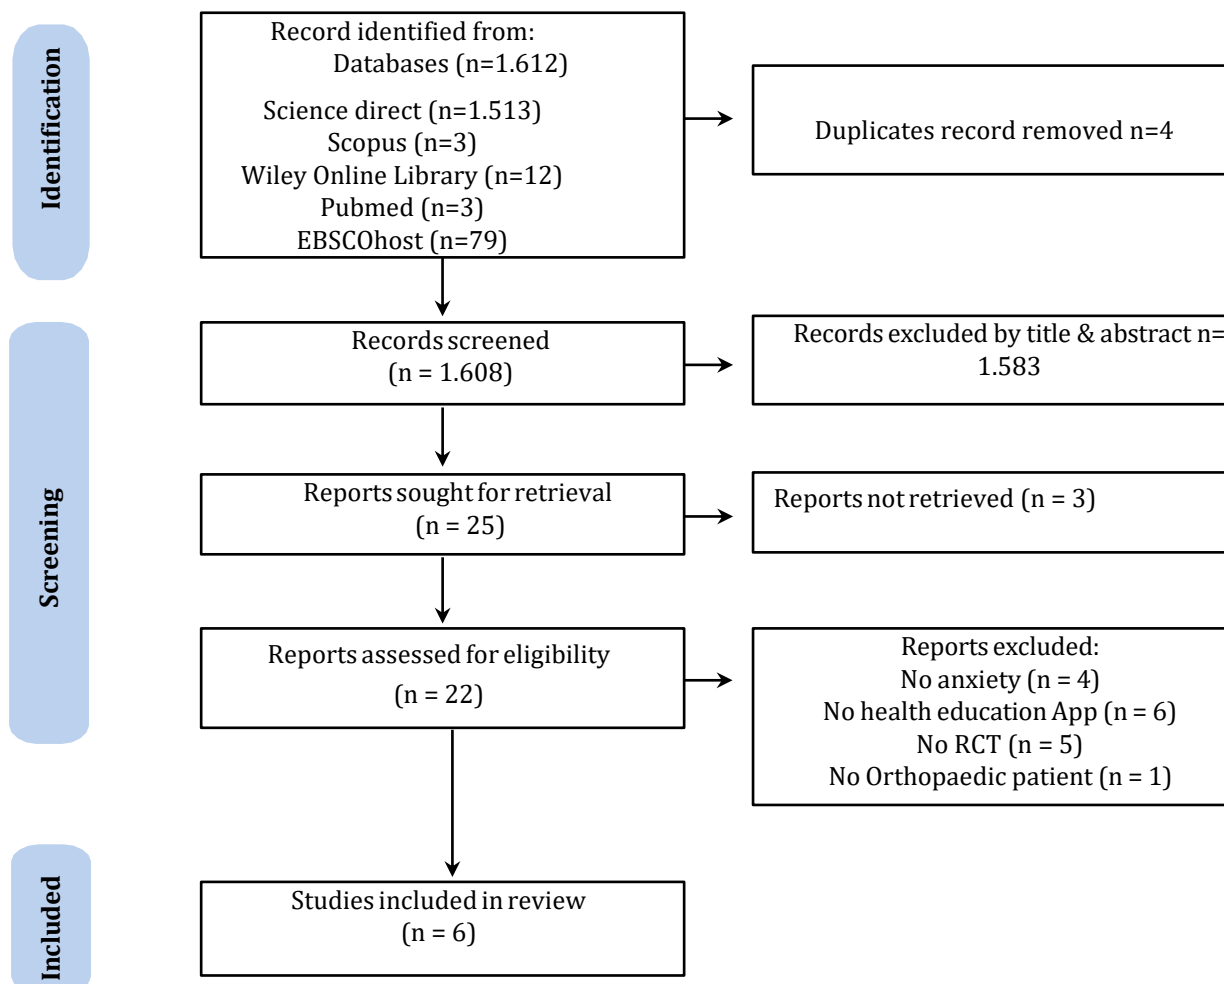 Identification
Record identified from:
Databases (n=1.612)
Science direct (n=1.513)
Scopus (n=3)
Wiley Online Library (n=12)
Pubmed (n=3)
EBSCOhost (n=79)
Duplicates record removed n=4
Screening
Records screened
(n = 1.608)
Records excluded by title & abstract n=
1.583
Reports sought for retrieval
(n = 25)
Reports not retrieved (n = 3)
Reports assessed for eligibility
(n = 22)
Reports excluded:
No anxiety (n = 4)
No health education App (n = 6)
No RCT (n = 5)
No Orthopaedic patient (n = 1)
Included
Studies included in review
(n = 6)